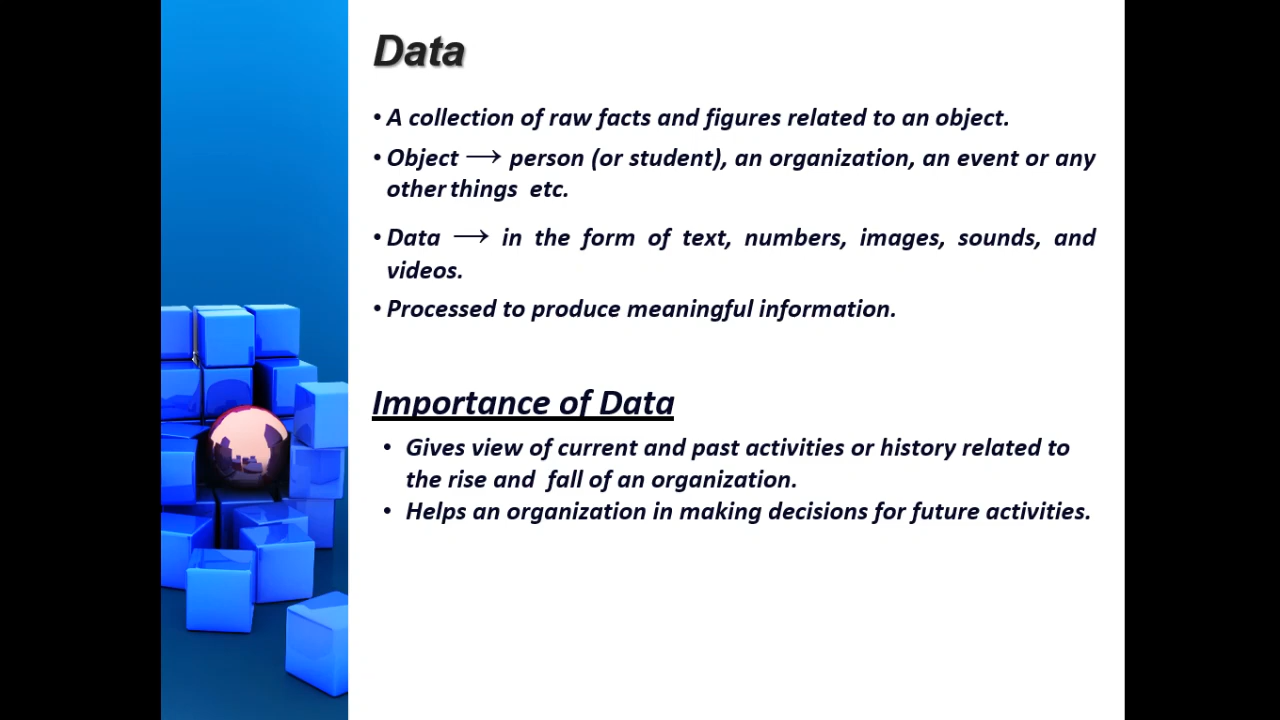 Data
• A collection of raw facts and figures related to an object.
• Object ⟶ person (or student), an organization, an event or any
other things etc.
• Data ⟶ in the form of text, numbers, images, sounds, and
videos.
• Processed to produce meaningful information.
Importance of Data
• Gives view of current and past activities or history related to
the rise and fall of an organization.
• Helps an organization in making decisions for future activities.